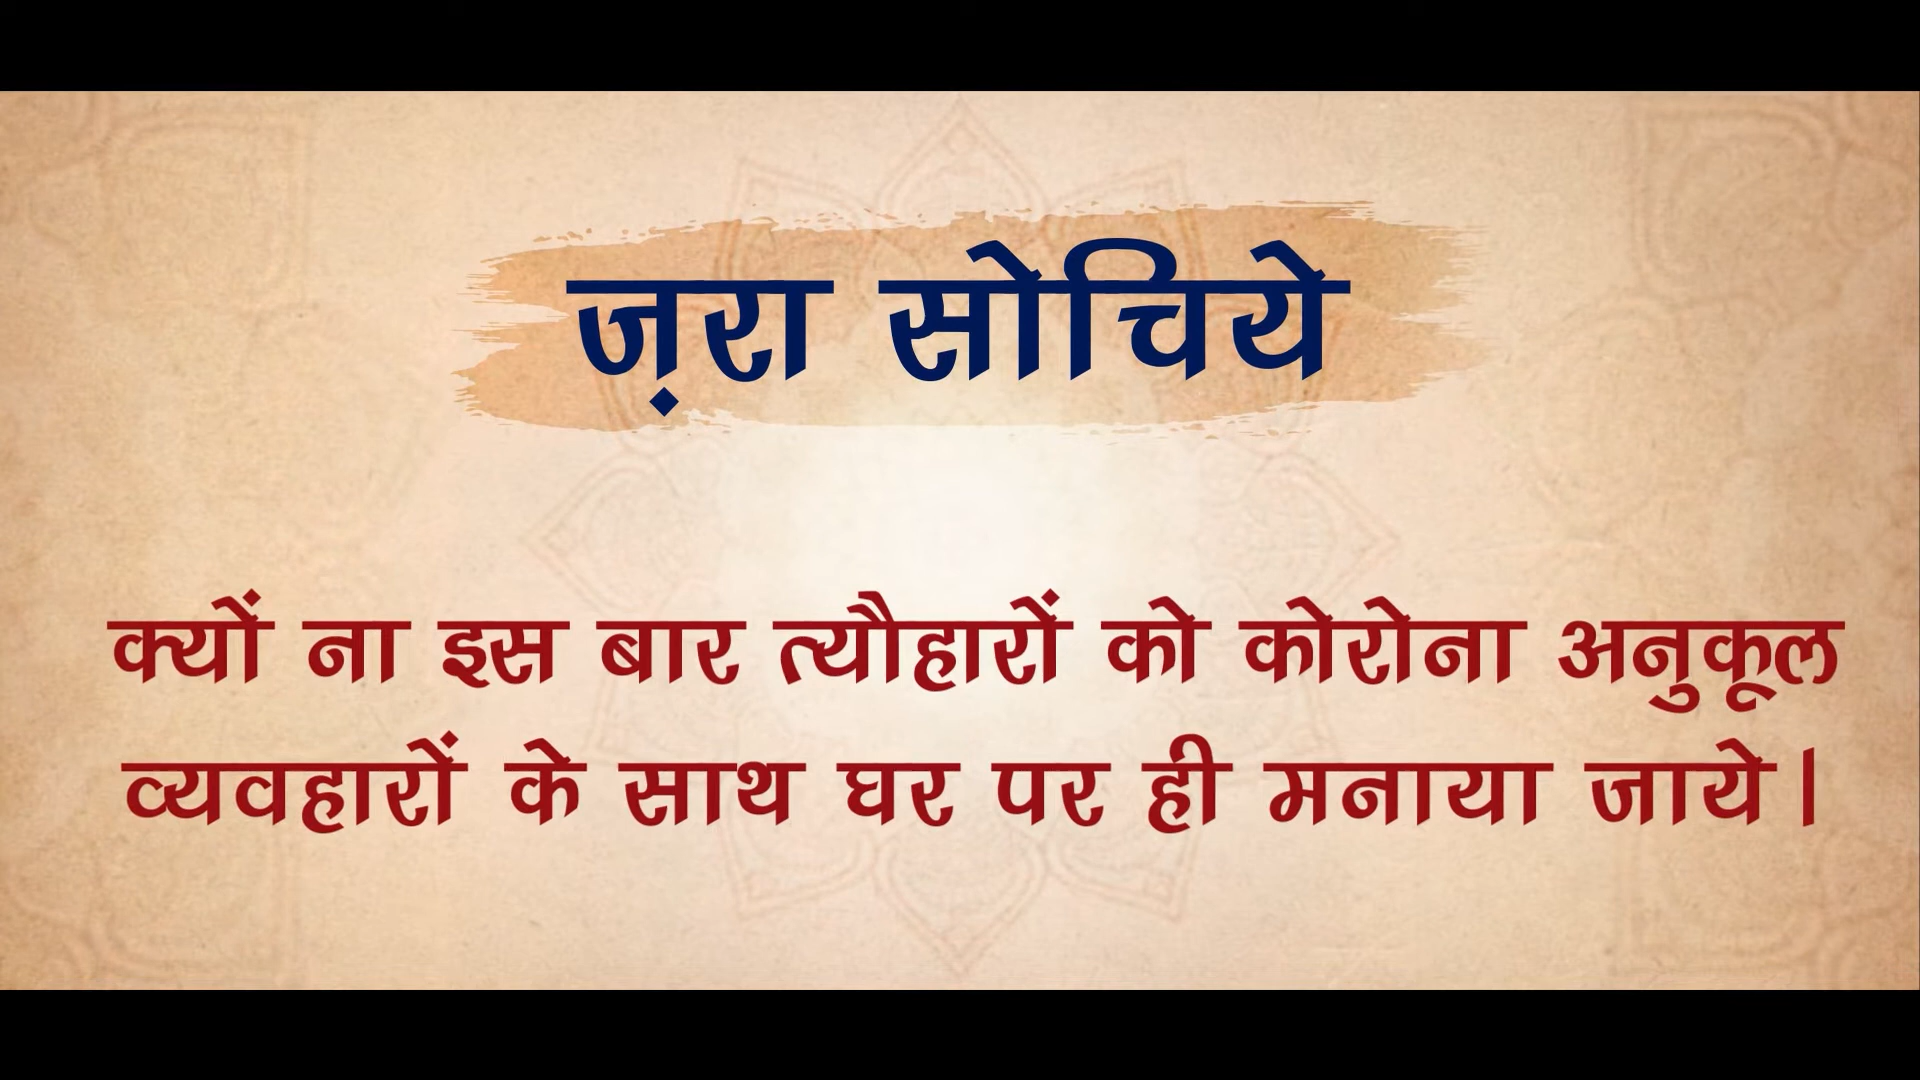 ज़रा सोचिये
क्यों ना इस बार त्यौहारों को कोरोना अनुकूल
व्यवहारों के साथ घर पर ही मनाया जाये।